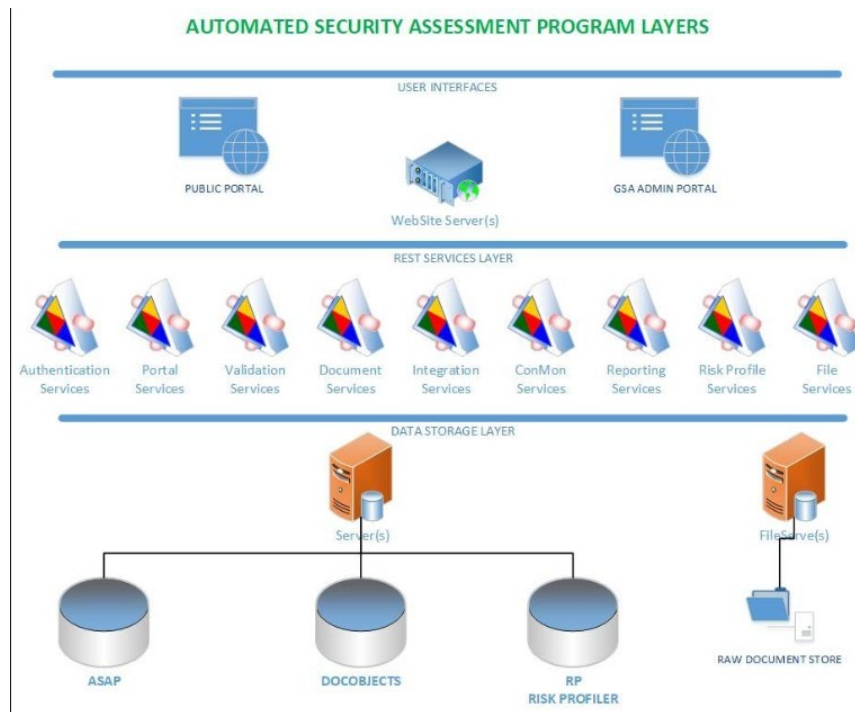 AUTOMATED SECURITY ASSESSMENT PROGRAM LAYERS
USER INTERFACES
PUBLIC PORTAL
GSA ADMIN PORTAL
WebSite Server(s)
REST SERVICES LAYER
Authentication
Services
Portal
Services
Validation
Services
Document
Services
Integration
Services
ConMon
Services
Reporting
Services
Risk Profile
Services
File
Services
DATA STORAGE LAYER
Server(s)
FileServe(s)
ASAP
DOCOBJECTS
RP
RISK PROFILER
RAW DOCUMENT STORE